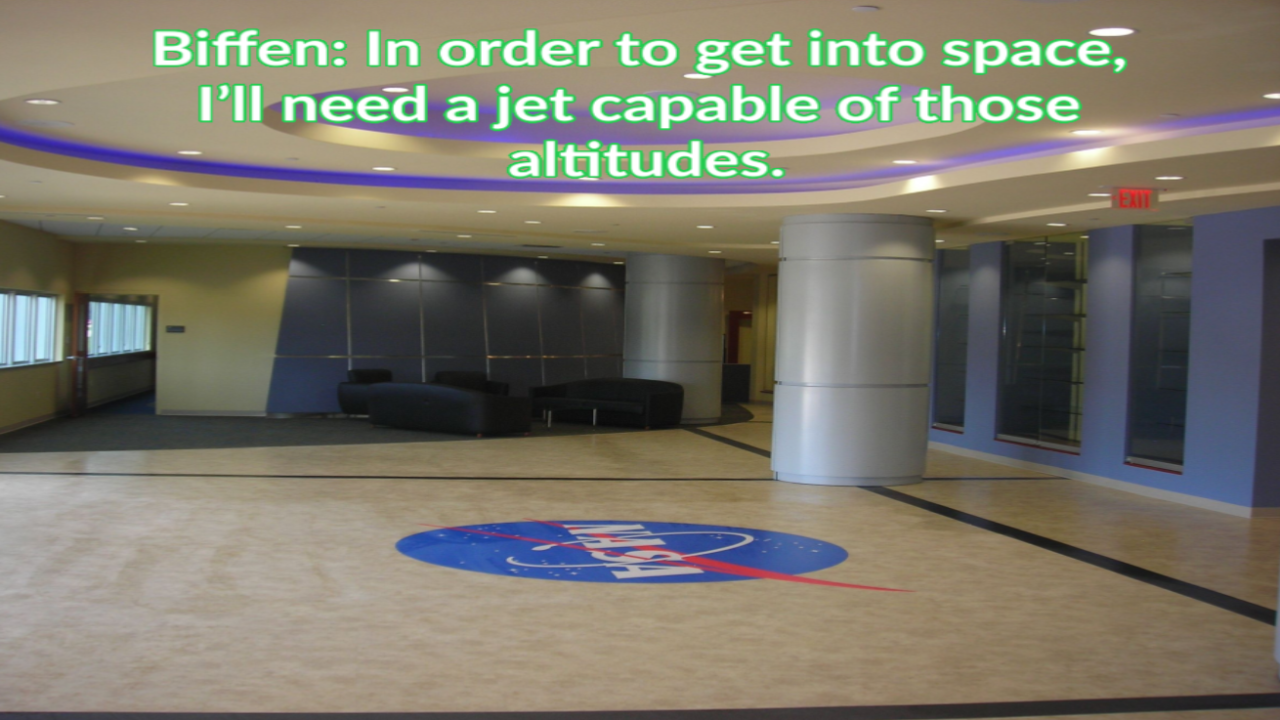 Biffen: In order to get into space,
I’ll need a jet capable of those
altitudes.
EXIT
NASA